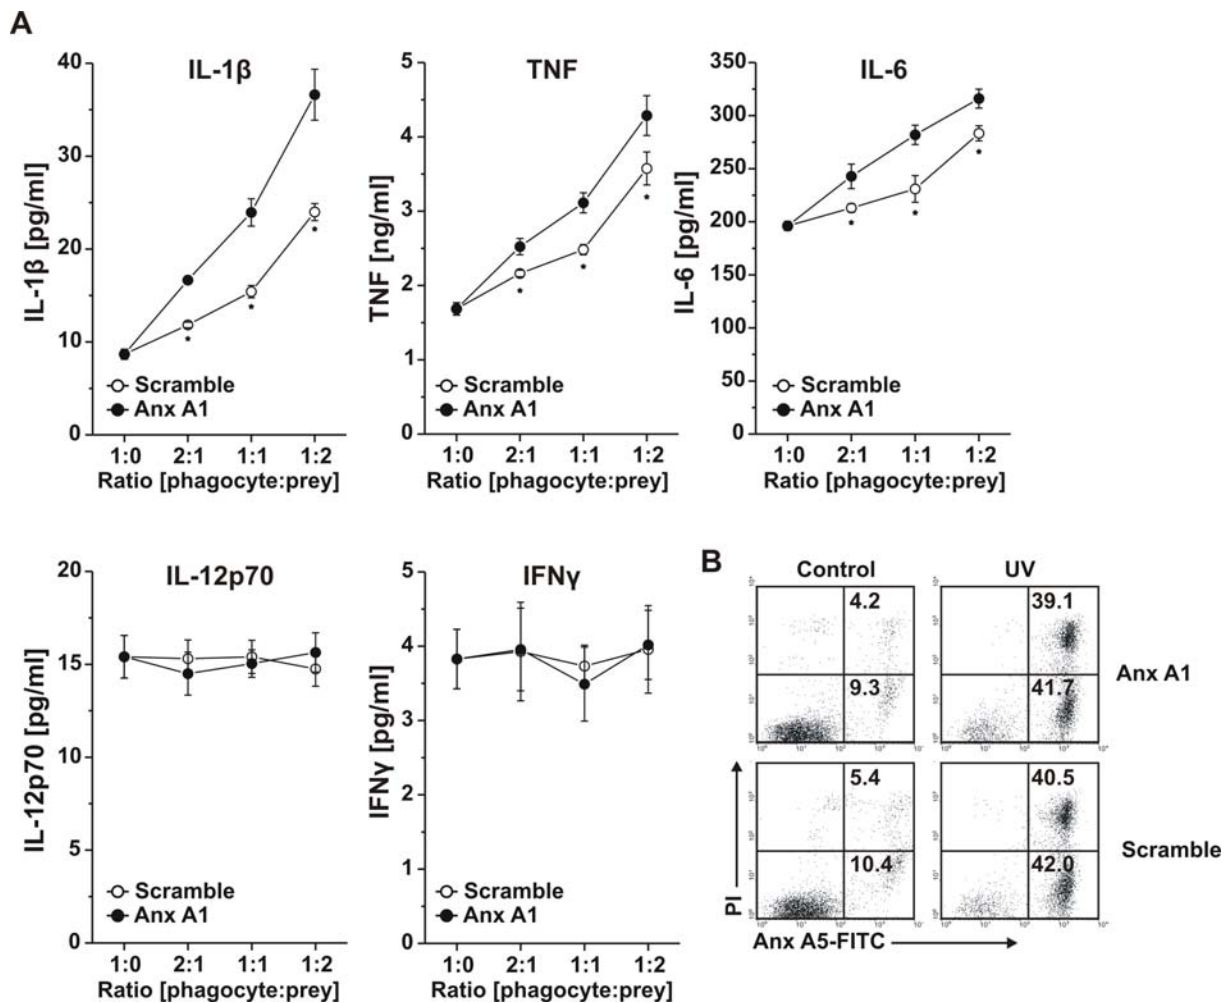 A
IL-1β
TNF
IL-6
40
30
20
10
0
IL-1β [pg/ml]
Scramble
Anx A1
1:0 2:1 1:1 1:2
Ratio [phagocyte:prey]
5
4
3
2
1
0
TNF [ng/ml]
Scramble
Anx A1
1:0 2:1 1:1 1:2
Ratio [phagocyte:prey]
350
300
250
200
150
100
50
0
IL-6 [pg/ml]
Scramble
Anx A1
1:0 2:1 1:1 1:2
Ratio [phagocyte:prey]
IL-12p70
20
15
10
5
0
IL-12p70 [pg/ml]
Scramble
Anx A1
1:0 2:1 1:1 1:2
Ratio [phagocyte:prey]
IFNγ
5
4
3
2
1
0
IFNγ [pg/ml]
Scramble
Anx A1
1:0 2:1 1:1 1:2
Ratio [phagocyte:prey]
B
Control UV
4.2 39.1
9.3 41.7
Anx A1
5.4 40.5
10.4 42.0
Scramble
PI
Anx A5-FITC